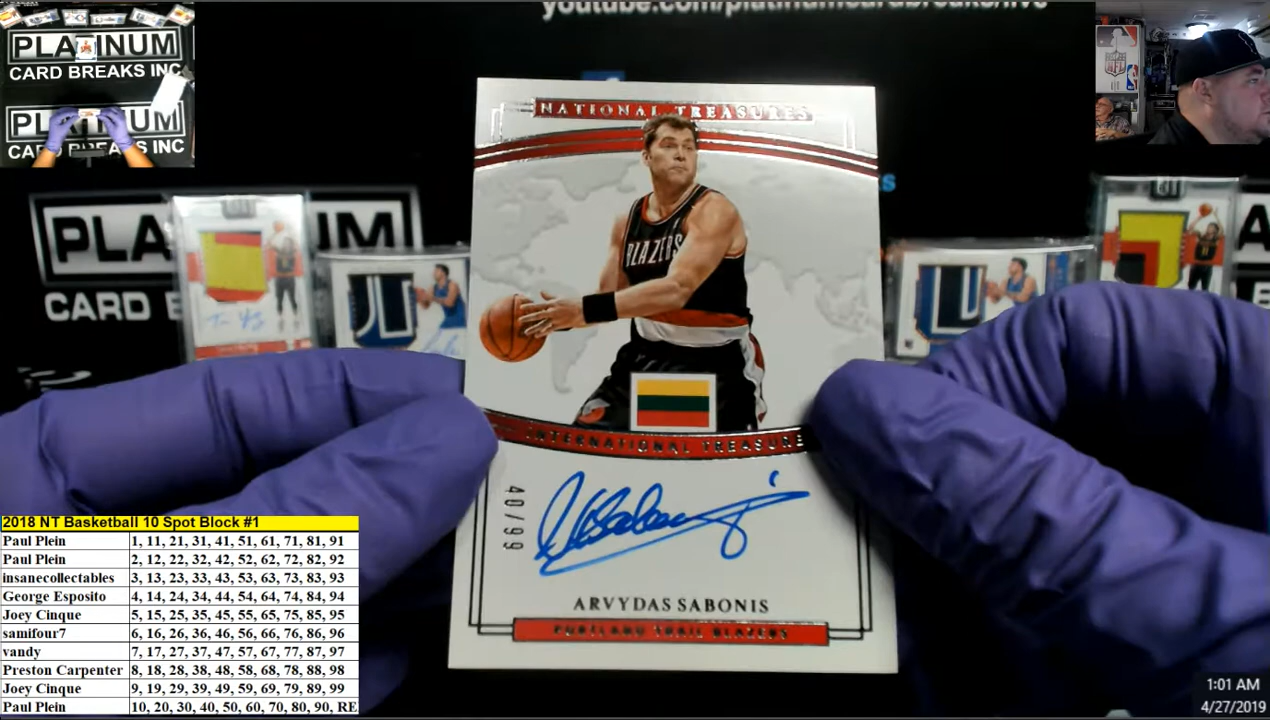 youtube.com/platinumcardbreakslive
PLATINUM
CARD BREAKS INC
PLATINUM
CARD BREAKS INC
NFL
NATIONAL TREASURES
BLAZERS
PLA
INUM
CARD
INTERNATIONAL TREASURE
40/99
ARVYDAS SABONIS
PORTLAND TRAIL BLAZERS
2018 NT Basketball 10 Spot Block #1
Paul Plein 1, 11, 21, 31, 41, 51, 61, 71, 81, 91
Paul Plein 2, 12, 22, 32, 42, 52, 62, 72, 82, 92
insanecollectables 3, 13, 23, 33, 43, 53, 63, 73, 83, 93
George Esposito 4, 14, 24, 34, 44, 54, 64, 74, 84, 94
Joey Cinque 5, 15, 25, 35, 45, 55, 65, 75, 85, 95
samifour7 6, 16, 26, 36, 46, 56, 66, 76, 86, 96
vandy 7, 17, 27, 37, 47, 57, 67, 77, 87, 97
Preston Carpenter 8, 18, 28, 38, 48, 58, 68, 78, 88, 98
Joey Cinque 9, 19, 29, 39, 49, 59, 69, 79, 89, 99
Paul Plein 10, 20, 30, 40, 50, 60, 70, 80, 90, RE
1:01 AM
4/27/2019